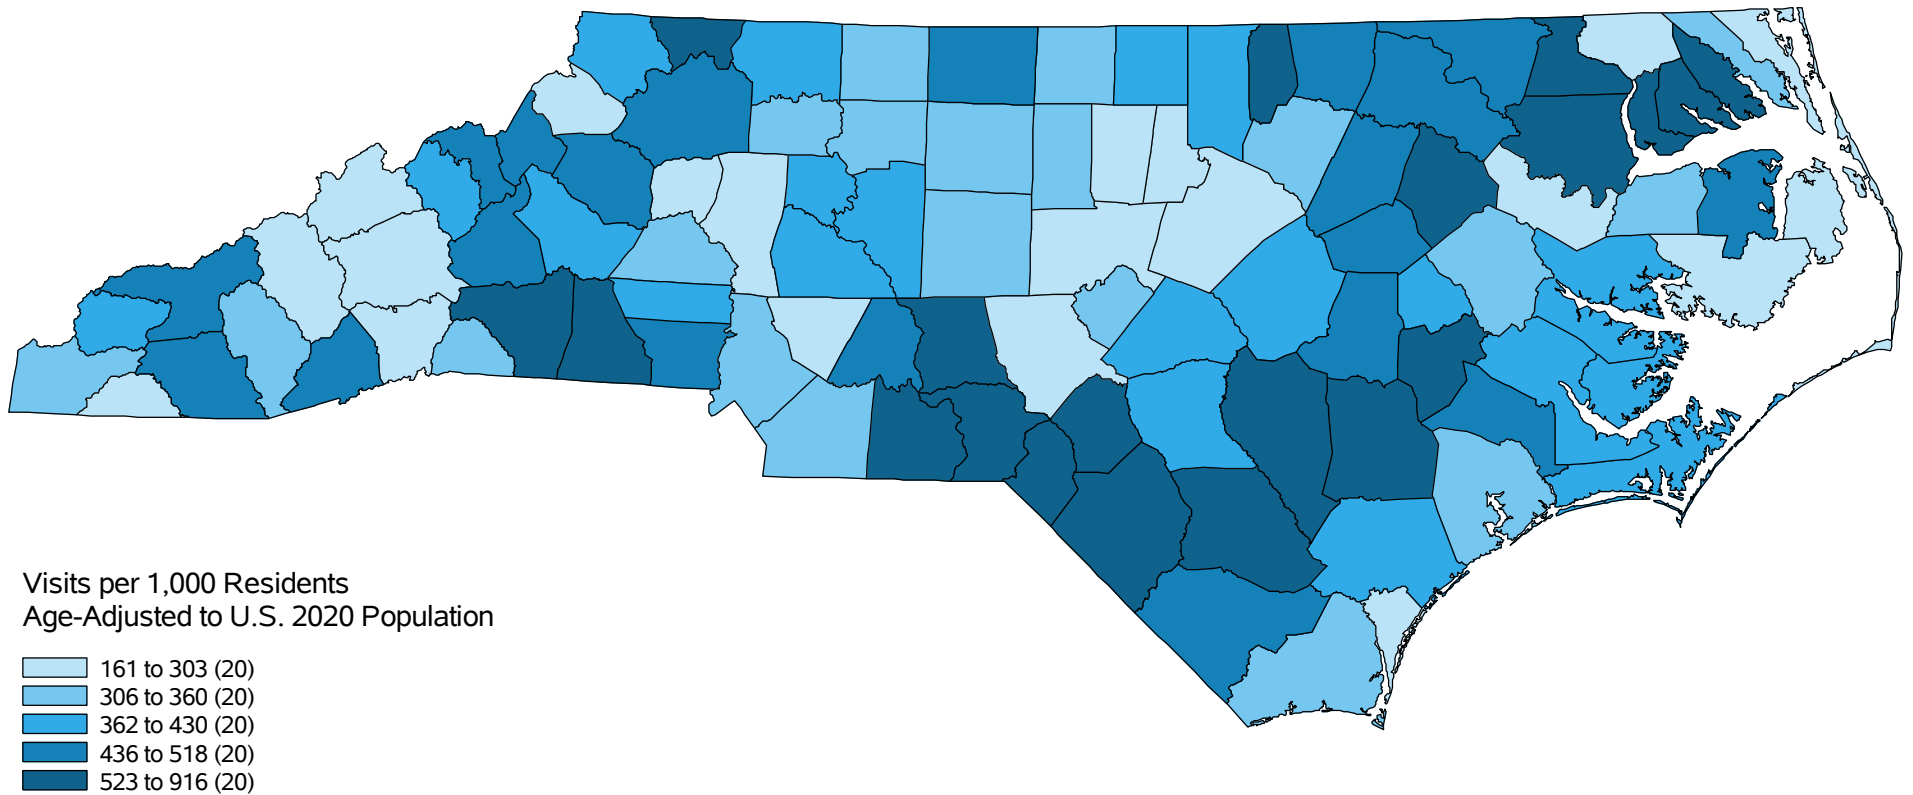 Visits per 1,000 Residents
Age-Adjusted to U.S. 2020 Population
161 to 303 (20)
306 to 360 (20)
362 to 430 (20)
436 to 518 (20)
523 to 916 (20)